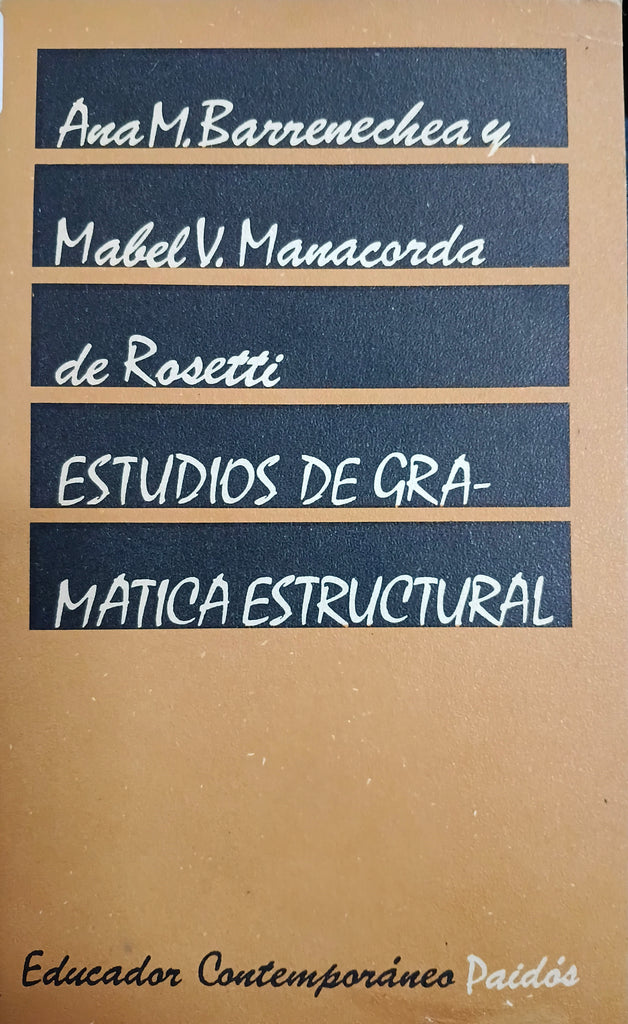 Ana M. Barrenechea y
Mabel V. Manacorda
de Rosetti
ESTUDIOS DE GRA-
MATICA ESTRUCTURAL
Educador Contemporáneo Paidós